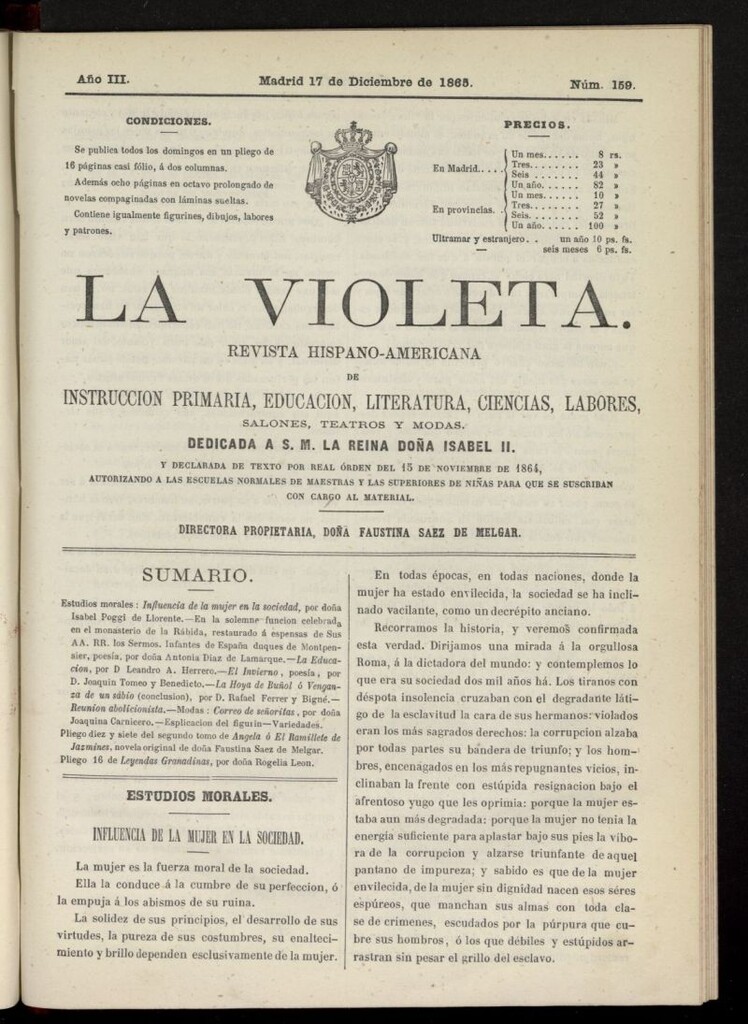 Año III.
Madrid 17 de Diciembre de 1865.
Núm. 159.
CONDICIONES.
Se publica todos los domingos en un pliego de
16 páginas casi fólio, á dos columnas.
Además ocho páginas en octavo prolongado de
novelas compaginadas con láminas sueltas.
Contiene igualmente figurines, dibujos, labores
y patrones.
PRECIOS.
En Madrid....
Un mes...... 8 rs.
Tres........ 23 »
Seis........ 44 »
Un año...... 82 »
En provincias. .
Un mes...... 10 »
Tres........ 27 »
Seis........ 52 »
Un año...... 100 »
Ultramar y estranjero. . un año 10 ps. fs.
— seis meses 6 ps. fs.
LA VIOLETA.
REVISTA HISPANO-AMERICANA
DE
INSTRUCCION PRIMARIA, EDUCACION, LITERATURA, CIENCIAS, LABORES,
SALONES, TEATROS Y MODAS.
DEDICADA A S. M. LA REINA DOÑA ISABEL II.
Y DECLARADA DE TEXTO POR REAL ÓRDEN DEL 15 DE NOVIEMBRE DE 1864,
AUTORIZANDO A LAS ESCUELAS NORMALES DE MAESTRAS Y LAS SUPERIORES DE NIÑAS PARA QUE SE SUSCRIBAN
CON CARGO AL MATERIAL.
DIRECTORA PROPIETARIA, DOÑA FAUSTINA SAEZ DE MELGAR.
SUMARIO.
Estudios morales: Influencia de la mujer en la sociedad, por doña
Isabel Poggi de Llorente.—En la solemne funcion celebrada
en el monasterio de la Rábida, restaurado á espensas de Sus
AA. RR. los Sermos. Infantes de España duques de Montpen-
sier, poesía, por doña Antonia Diaz de Lamarque.—La Educa-
cion, por D Leandro A. Herrero.—El Invierno, poesía, por
D. Joaquin Tomeo y Benedicto.—La Hoya de Buñol ó Vengan-
za de un sábio (conclusion), por D. Rafael Ferrer y Bigné.—
Reunion abolicionista.—Modas: Correo de señoritas, por doña
Joaquina Carnicero.—Esplicacion del figurin—Variedades.
Pliego diez y siete del segundo tomo de Angela ó El Ramillete de
Jazmines, novela original de doña Faustina Saez de Melgar.
Pliego 16 de Leyendas Granadinas, por doña Rogelia Leon.
ESTUDIOS MORALES.
INFLUENCIA DE LA MUJER EN LA SOCIEDAD.
La mujer es la fuerza moral de la sociedad.
Ella la conduce á la cumbre de su perfeccion, ó
la empuja á los abismos de su ruina.
La solidez de sus principios, el desarrollo de sus
virtudes, la pureza de sus costumbres, su enalteci-
miento y brillo dependen esclusivamente de la mujer.
En todas épocas, en todas naciones, donde la
mujer ha estado envilecida, la sociedad se ha incli-
nado vacilante, como un decrépito anciano.
Recorramos la historia, y veremos confirmada
esta verdad. Dirijamos una mirada á la orgullosa
Roma, á la dictadora del mundo: y contemplemos lo
que era su sociedad dos mil años há. Los tiranos con
déspota insolencia cruzaban con el degradante láti-
go de la esclavitud la cara de sus hermanos: violados
eran los más sagrados derechos: la corrupcion alzaba
por todas partes su bandera de triunfo; y los hom-
bres, encenagados en los más repugnantes vicios, in-
clinaban la frente con estúpida resignacion bajo el
afrentoso yugo que les oprimia: porque la mujer es-
taba aun más degradada: porque la mujer no tenia la
energía suficiente para aplastar bajo sus pies la víbo-
ra de la corrupcion y alzarse triunfante de aquel
pantano de impureza; y sabido es que de la mujer
envilecida, de la mujer sin dignidad nacen esos séres
espúreos, que manchan sus almas con toda cla-
se de crímenes, escudados por la púrpura que cu-
bre sus hombros, ó los que débiles y estúpidos ar-
rastran sin pesar el grillo del esclavo.